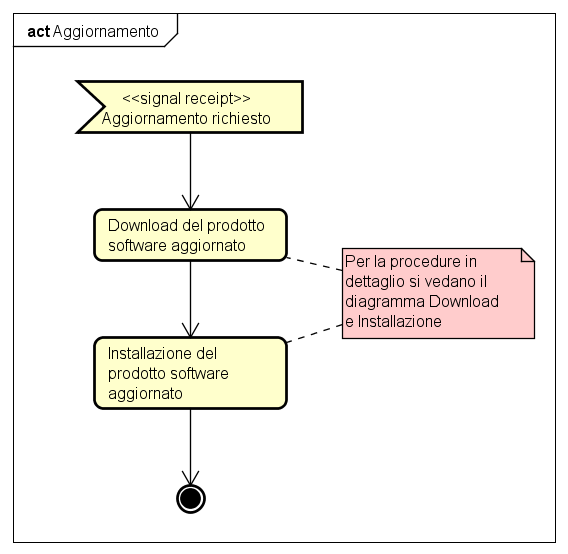 act Aggiornamento
<<signal receipt>>
Aggiornamento richiesto
Download del prodotto
software aggiornato
Per la procedure in
dettaglio si vedano il
diagramma Download
e Installazione
Installazione del
prodotto software
aggiornato